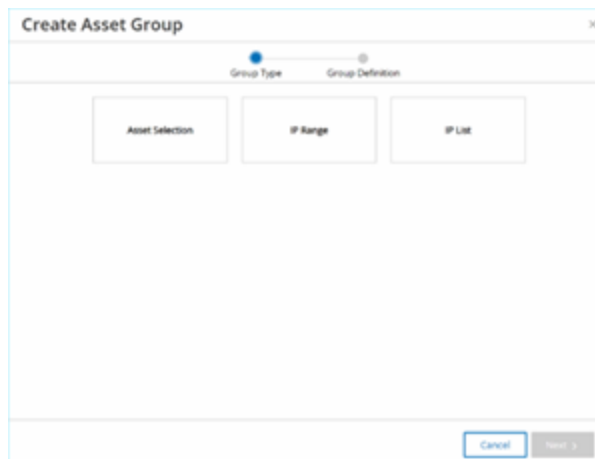 Create Asset Group
Group Type
Group Definition
Asset Selection
IP Range
IP List
Cancel
Next